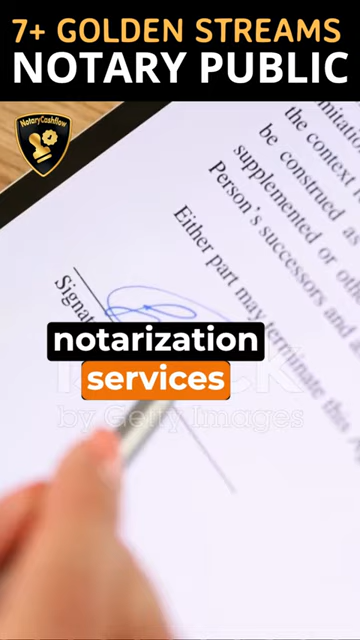 7+ GOLDEN STREAMS
NOTARY PUBLIC
NotaryCashflow
the context
be construed as
supplemented or
Person's successors and
Either part may terminate this
Signat
notarization
services
by Getty Images